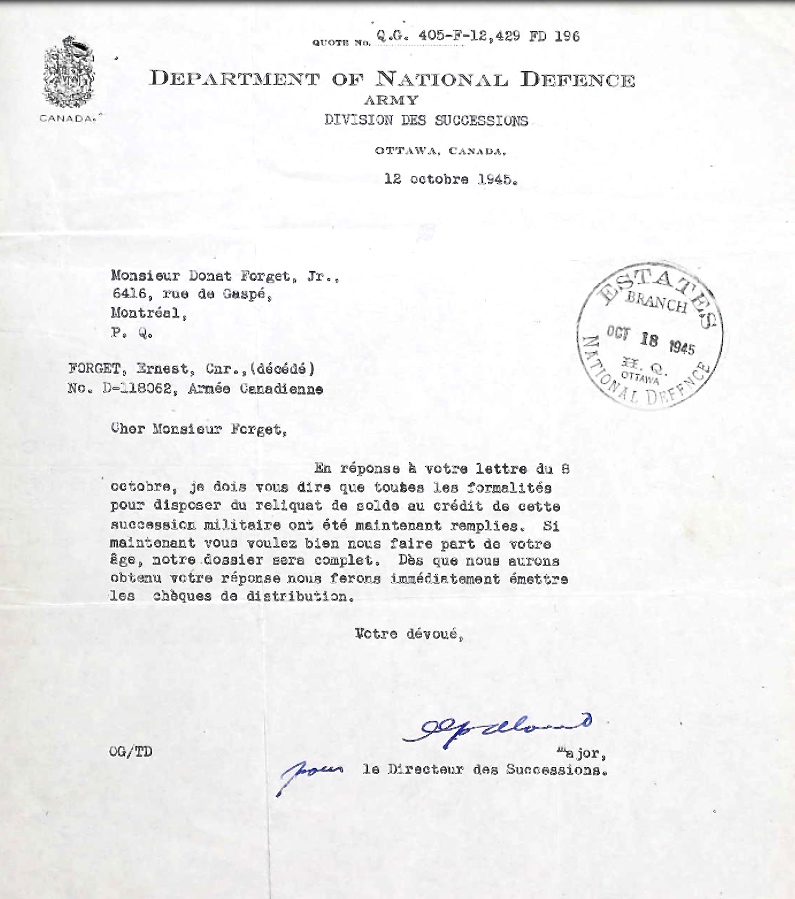 QUOTE No. Q.G. 405-F-12,429 FD 196
CANADA.
DEPARTMENT OF NATIONAL DEFENCE
ARMY
DIVISION DES SUCCESSIONS
OTTAWA, CANADA.
12 octobre 1945.
Monsieur Donat Forget, Jr.,
6416, rue de Gaspé,
Montréal,
P. Q.
ESTATES
BRANCH
OCT 18 1945
H. Q.
OTTAWA
NATIONAL DEFENCE
FORGET, Ernest, Cnr.,(décédé)
No. D-118062, Armée Canadienne
Cher Monsieur Forget,
En réponse à votre lettre du 8
octobre, je dois vous dire que toutes les formalités
pour disposer du reliquat de solde au crédit de cette
succession militaire ont été maintenant remplies. Si
maintenant vous voulez bien nous faire part de votre
âge, notre dossier sera complet. Dès que nous aurons
obtenu votre réponse nous ferons immédiatement émettre
les chèques de distribution.
Votre dévoué,
OG/TD
major,
pour le Directeur des Successions.